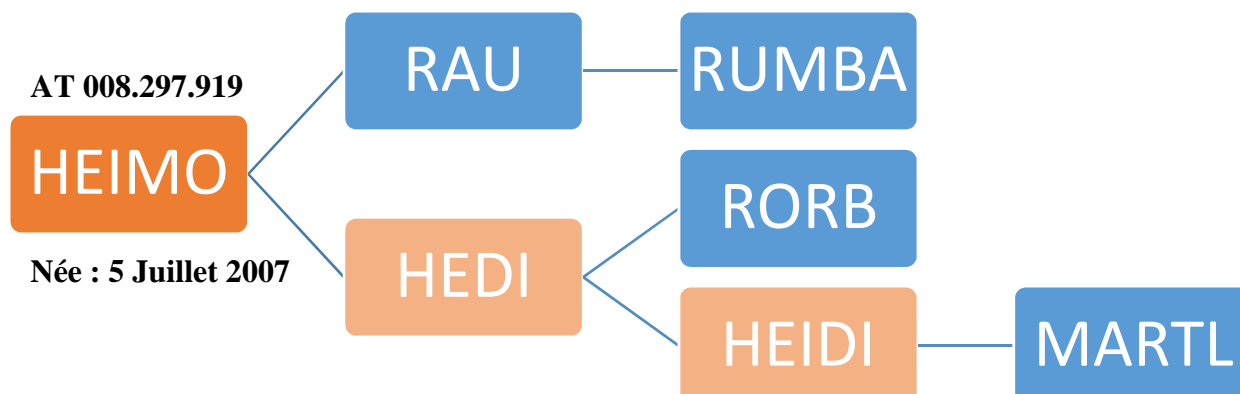 AT 008.297.919
HEIMO
Née : 5 Juillet 2007
RAU
RUMBA
HEDI
RORB
HEIDI
MARTL